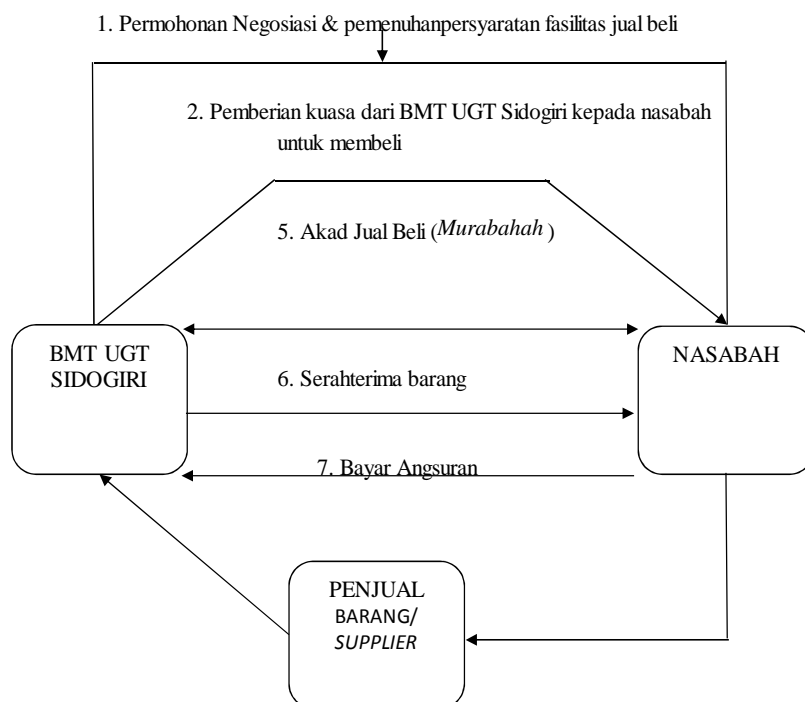 1. Permohonan Negosiasi & pemenuhanpersyaratan fasilitas jual beli
2. Pemberian kuasa dari BMT UGT Sidogiri kepada nasabah
untuk membeli
5. Akad Jual Beli (Murabahah )
BMT UGT
SIDOGIRI
NASABAH
6. Serahterima barang
7. Bayar Angsuran
PENJUAL
BARANG/
SUPPLIER